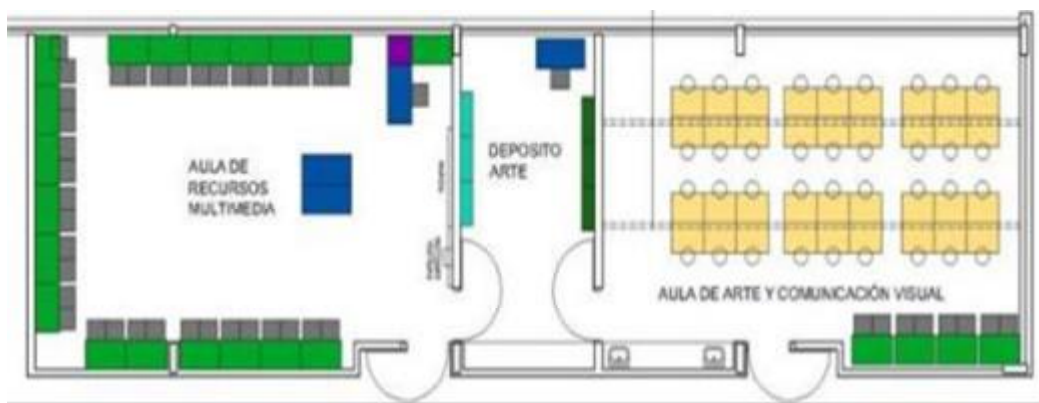 AULA DE
RECURSOS
MULTIMEDIA
DEPOSITO
ARTE
AULA DE ARTE Y COMUNICACIÓN VISUAL